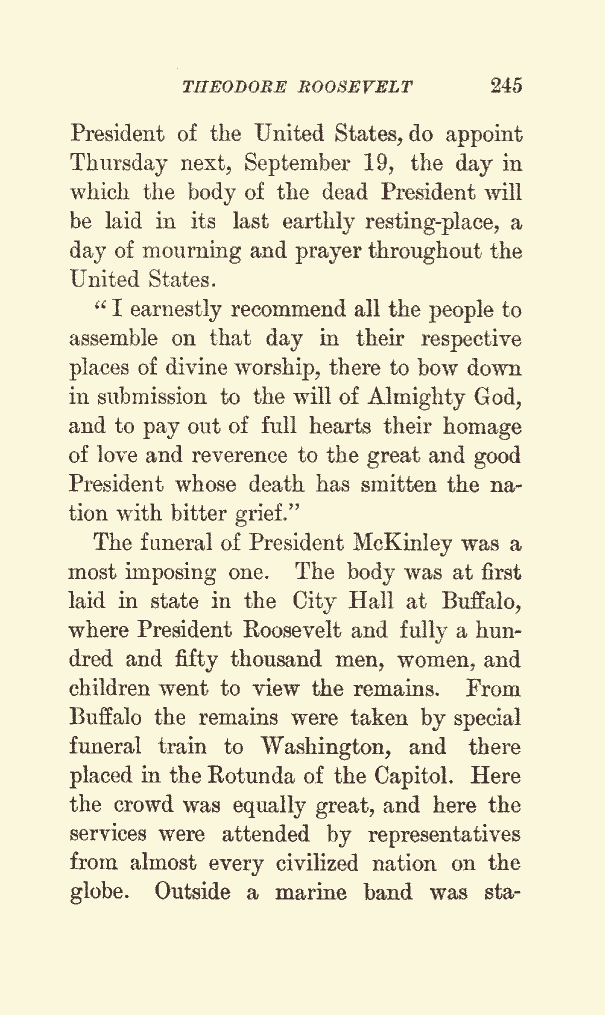 THEODORE ROOSEVELT 245
President of the United States, do appoint
Thursday next, September 19, the day in
which the body of the dead President will
be laid in its last earthly resting-place, a
day of mourning and prayer throughout the
United States.
“I earnestly recommend all the people to
assemble on that day in their respective
places of divine worship, there to bow down
in submission to the will of Almighty God,
and to pay out of full hearts their homage
of love and reverence to the great and good
President whose death has smitten the na-
tion with bitter grief.”
The funeral of President McKinley was a
most imposing one. The body was at first
laid in state in the City Hall at Buffalo,
where President Roosevelt and fully a hun-
dred and fifty thousand men, women, and
children went to view the remains. From
Buffalo the remains were taken by special
funeral train to Washington, and there
placed in the Rotunda of the Capitol. Here
the crowd was equally great, and here the
services were attended by representatives
from almost every civilized nation on the
globe. Outside a marine band was sta-